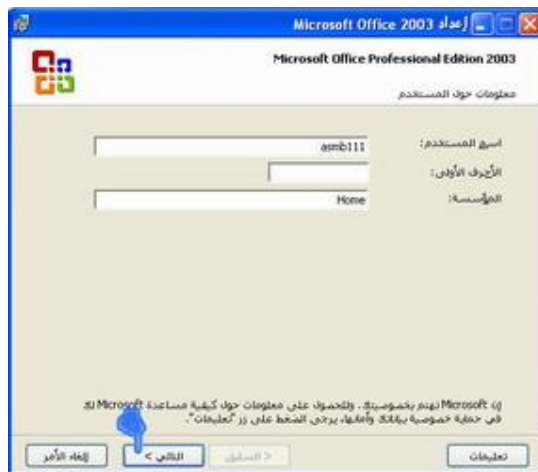 إعداد Microsoft Office 2003
Microsoft Office Professional Edition 2003
معلومات حول المستخدم
اسم المستخدم: asmb111
الأحرف الأولى:
المؤسسة: Home
إن Microsoft تهتم بخصوصيتك. وللحصول على معلومات حول كيفية مساعدة Microsoft لك
في حماية خصوصية بياناتك وأمانها، يرجى الضغط على زر "تعليمات".
تعليمات < السابق التالي > إلغاء الأمر